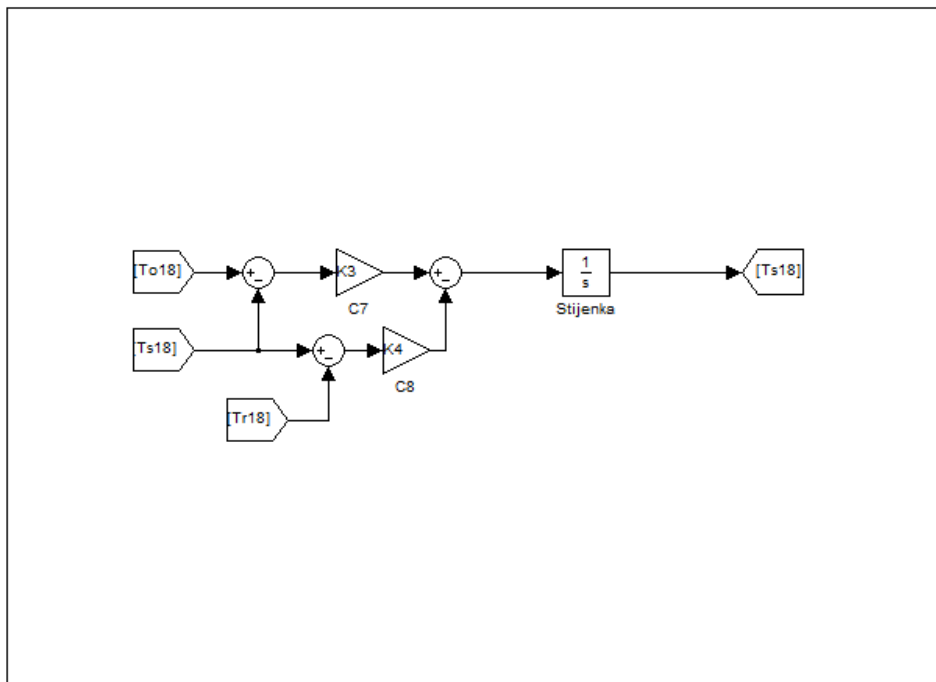 [To18]
+
−
K3
C7
+
−
1
s
Stijenka
[Ts18]
[Ts18]
+
−
K4
C8
[Tr18]